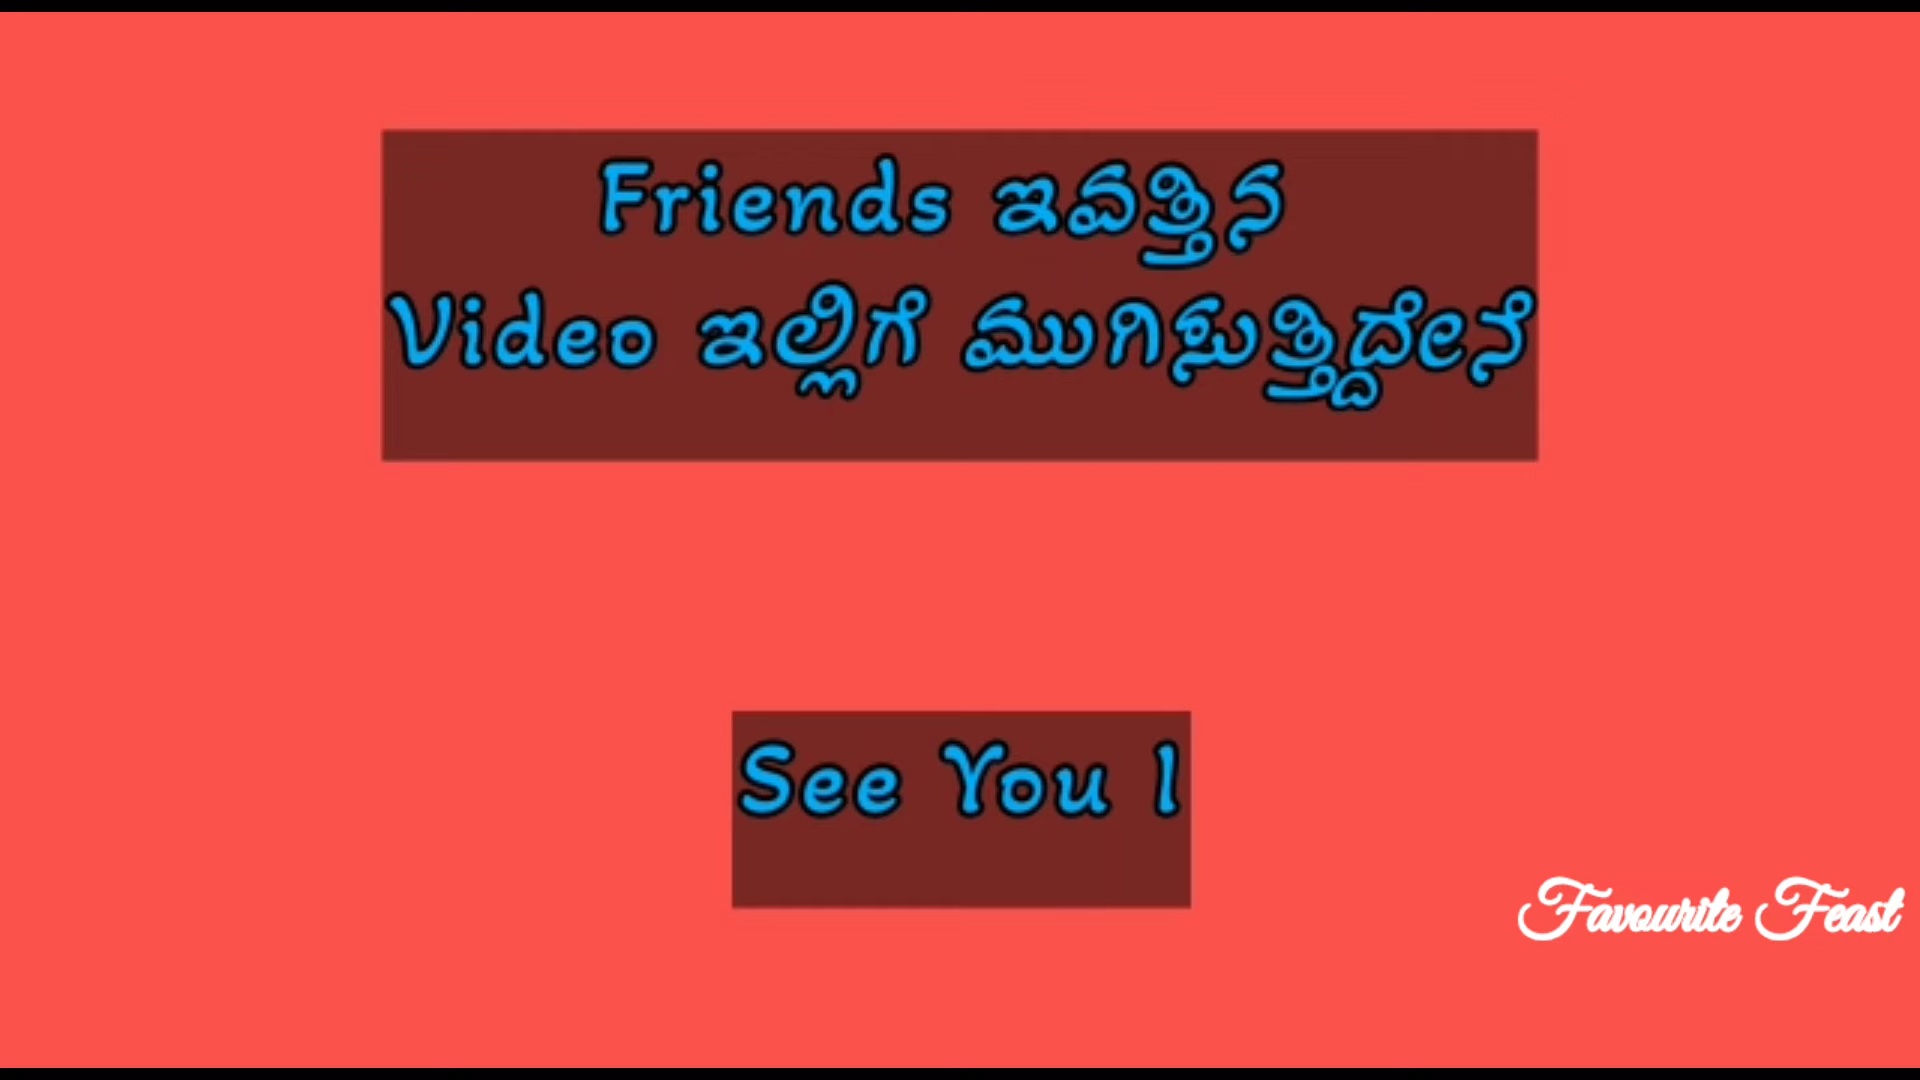 Friends ಇವತ್ತಿನ
Video ಇಲ್ಲಿಗೆ ಮುಗಿಸುತ್ತಿದ್ದೇನೆ
See You l
Favourite Feast